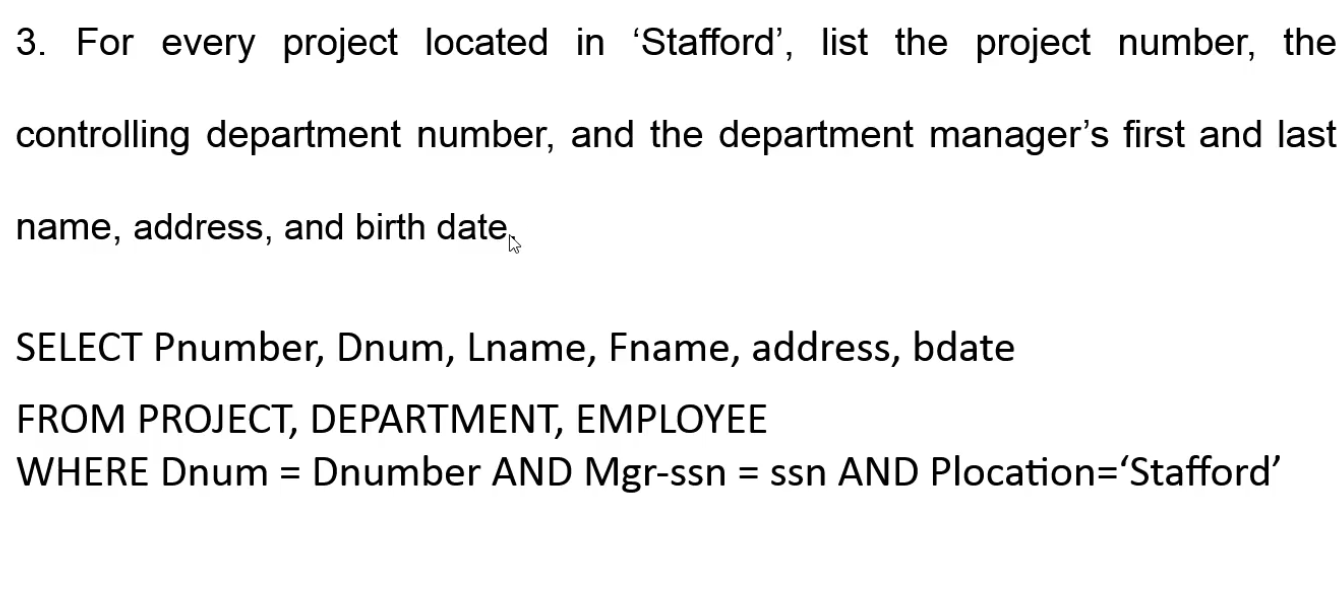 3. For every project located in ‘Stafford’, list the project number, the
controlling department number, and the department manager’s first and last
name, address, and birth date.
SELECT Pnumber, Dnum, Lname, Fname, address, bdate
FROM PROJECT, DEPARTMENT, EMPLOYEE
WHERE Dnum = Dnumber AND Mgr-ssn = ssn AND Plocation=‘Stafford’